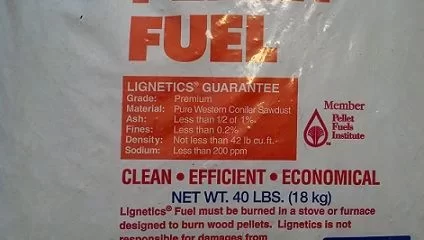 FUEL
LIGNETICS® GUARANTEE
Grade: Premium
Material: Pure Western Conifer Sawdust
Ash: Less than 1/2 of 1%
Fines: Less than 0.2%
Density: Not less than 42 lb cu.ft.
Sodium: Less than 200 ppm
Member
Pellet
Fuels
Institute
CLEAN • EFFICIENT • ECONOMICAL
NET WT. 40 LBS. (18 kg)
Lignetics® Fuel must be burned in a stove or furnace
designed to burn wood pellets. Lignetics is not
responsible for damages from